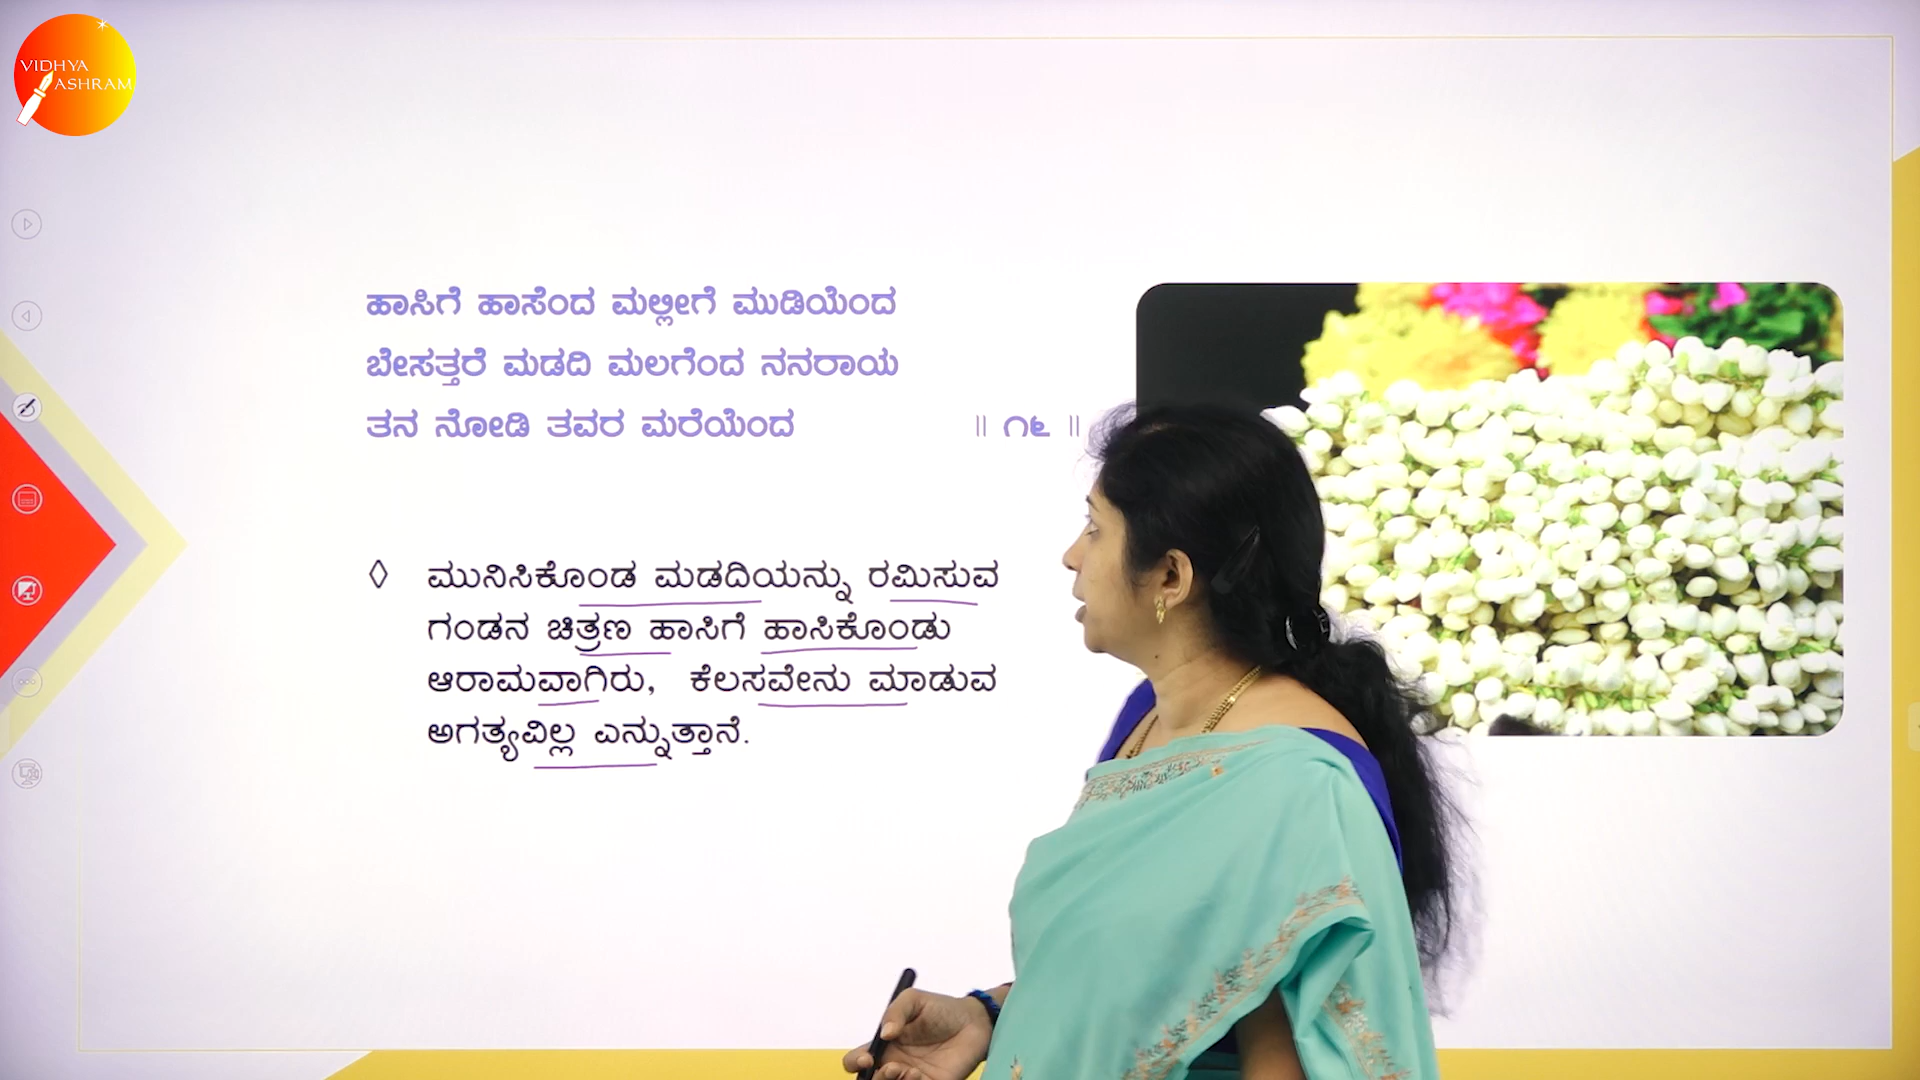 VIDHYA
ASHRAM
ಹಾಸಿಗೆ ಹಾಸೆಂದ ಮಲ್ಲೀಗೆ ಮುಡಿಯೆಂದ
ಬೇಸತ್ತರೆ ಮಡದಿ ಮಲಗೆಂದ ನನರಾಯ
ತನ ನೋಡಿ ತವರ ಮರೆಯೆಂದ || ೧೬ ||
◊ ಮುನಿಸಿಕೊಂಡ ಮಡದಿಯನ್ನು ರಮಿಸುವ
ಗಂಡನ ಚಿತ್ರಣ ಹಾಸಿಗೆ ಹಾಸಿಕೊಂಡು
ಆರಾಮವಾಗಿರು, ಕೆಲಸವೇನು ಮಾಡುವ
ಅಗತ್ಯವಿಲ್ಲ ಎನ್ನುತ್ತಾನೆ.